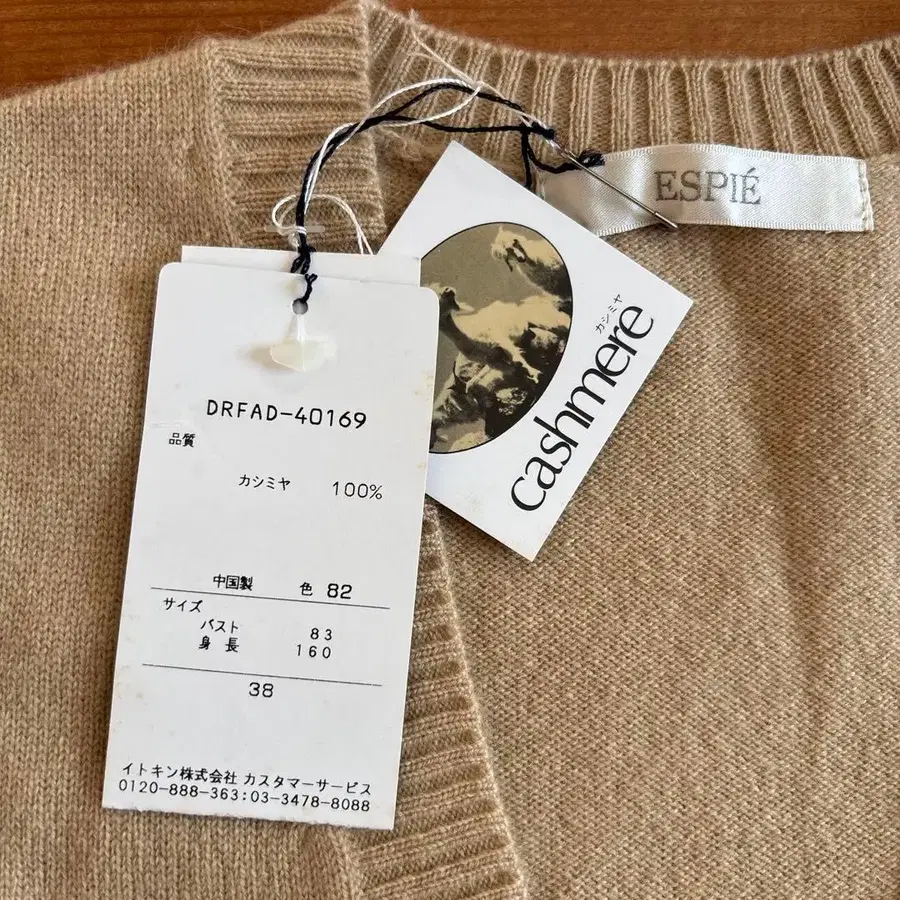 ESPIÉ
カシミヤ
cashmere
DRFAD-40169
品質
カシミヤ 100%
中国製 色 82
サイズ
バスト 83
身長 160
38
イトキン株式会社 カスタマーサービス
0120-888-363:03-3478-8088